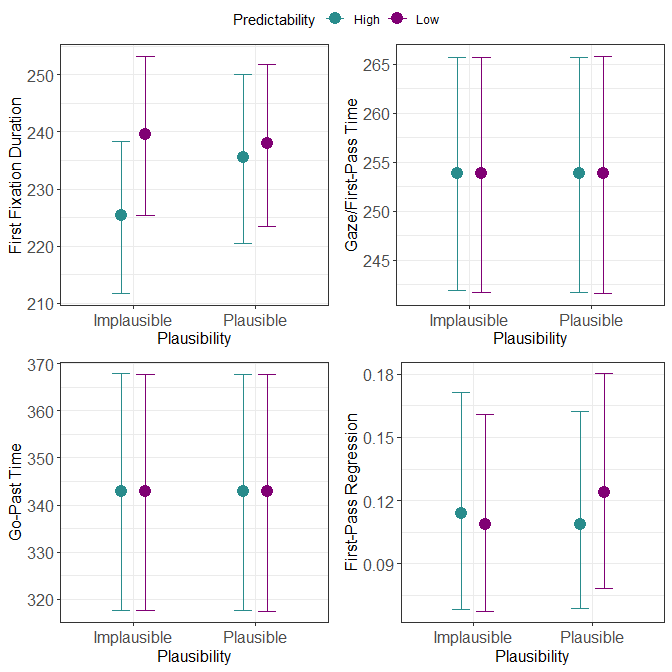 Predictability High Low
First Fixation Duration
250
240
230
220
210
Implausible Plausible
Plausibility
Gaze/First-Pass Time
265
260
255
250
245
Implausible Plausible
Plausibility
Go-Past Time
370
360
350
340
330
320
Implausible Plausible
Plausibility
First-Pass Regression
0.18
0.15
0.12
0.09
Implausible Plausible
Plausibility